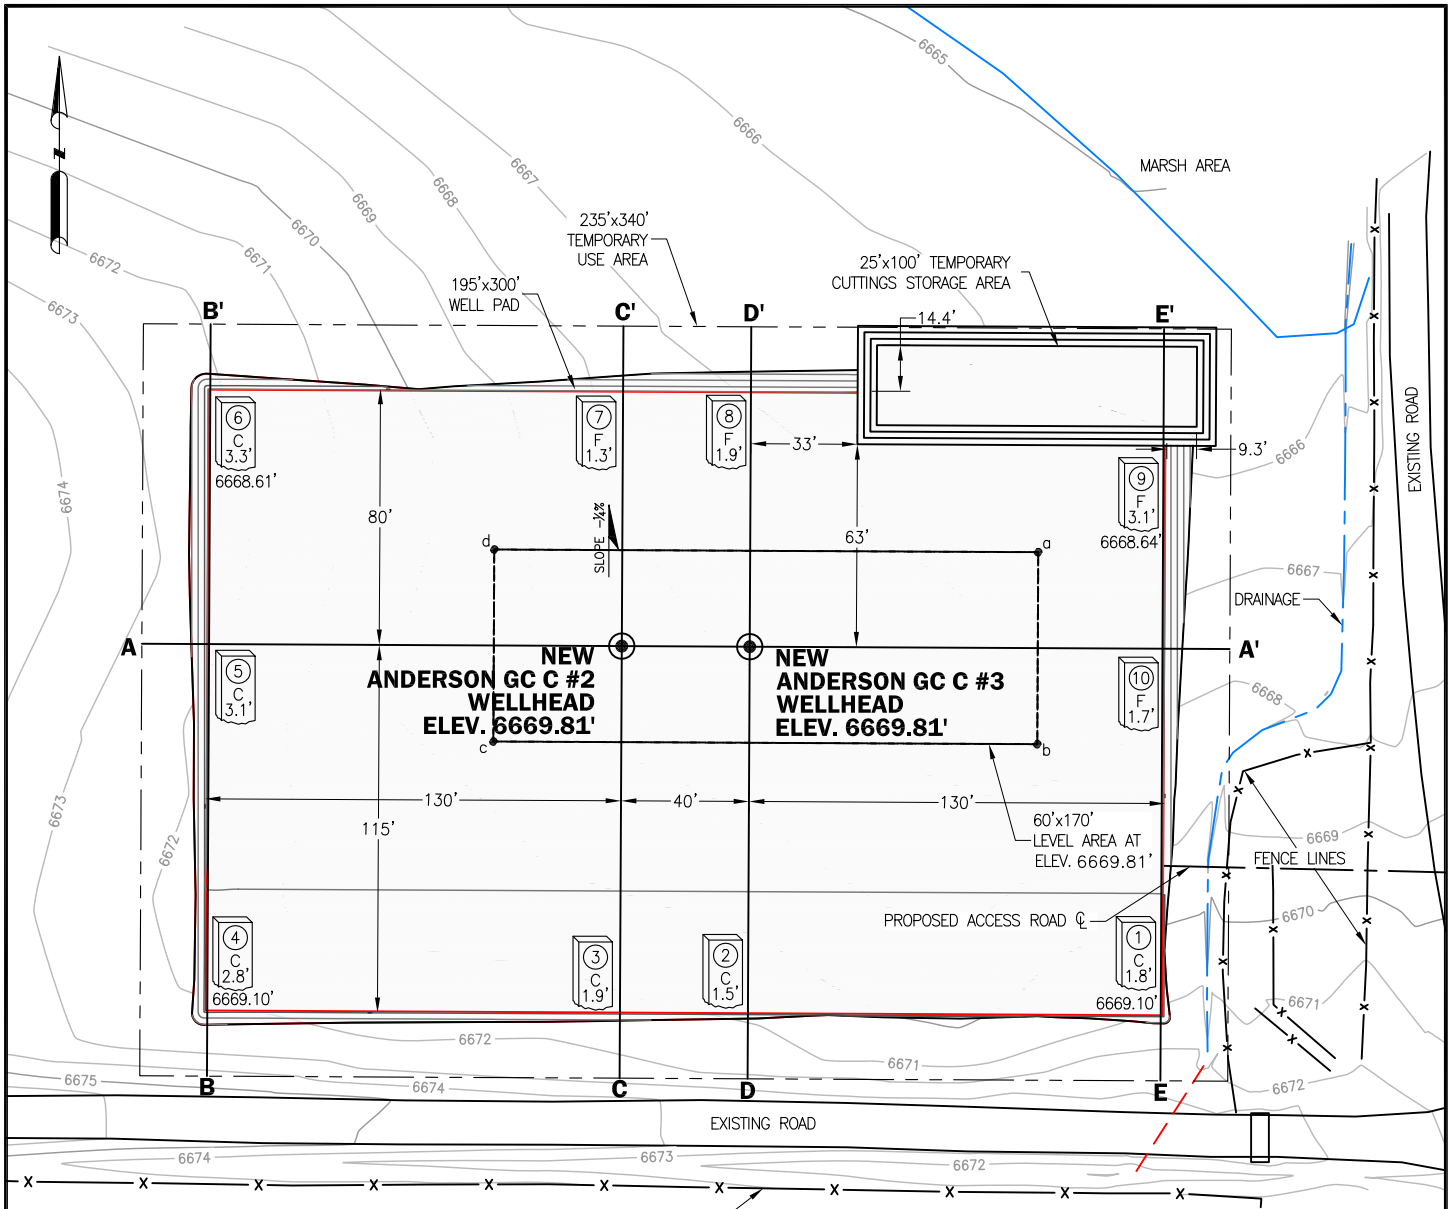 6665
6666
MARSH AREA
6667
6668
6669
6670
6671
6672
6673
235'x340'
TEMPORARY
USE AREA
25'x100' TEMPORARY
CUTTINGS STORAGE AREA
195'x300'
WELL PAD
N
B'
C'
D'
E'
14.4'
6
C
3.3'
6668.61'
7
F
1.3'
8
F
1.9'
33'
9.3'
6666
EXISTING ROAD
6674
9
F
3.1'
6668.64'
80'
SLOPE -¼%
63'
d
a
6667
DRAINAGE
A
A'
NEW
ANDERSON GC C #2
WELLHEAD
ELEV. 6669.81'
NEW
ANDERSON GC C #3
WELLHEAD
ELEV. 6669.81'
5
C
3.1'
10
F
1.7'
6668
c
b
130'
40'
130'
115'
60'x170'
LEVEL AREA AT
ELEV. 6669.81'
6673
6672
6669
FENCE LINES
PROPOSED ACCESS ROAD ℄
6670
4
C
2.8'
6669.10'
3
C
1.9'
2
C
1.5'
1
C
1.8'
6669.10'
6671
6672
6671
6675
6674
6672
B
C
D
E
EXISTING ROAD
6674
6673
6672